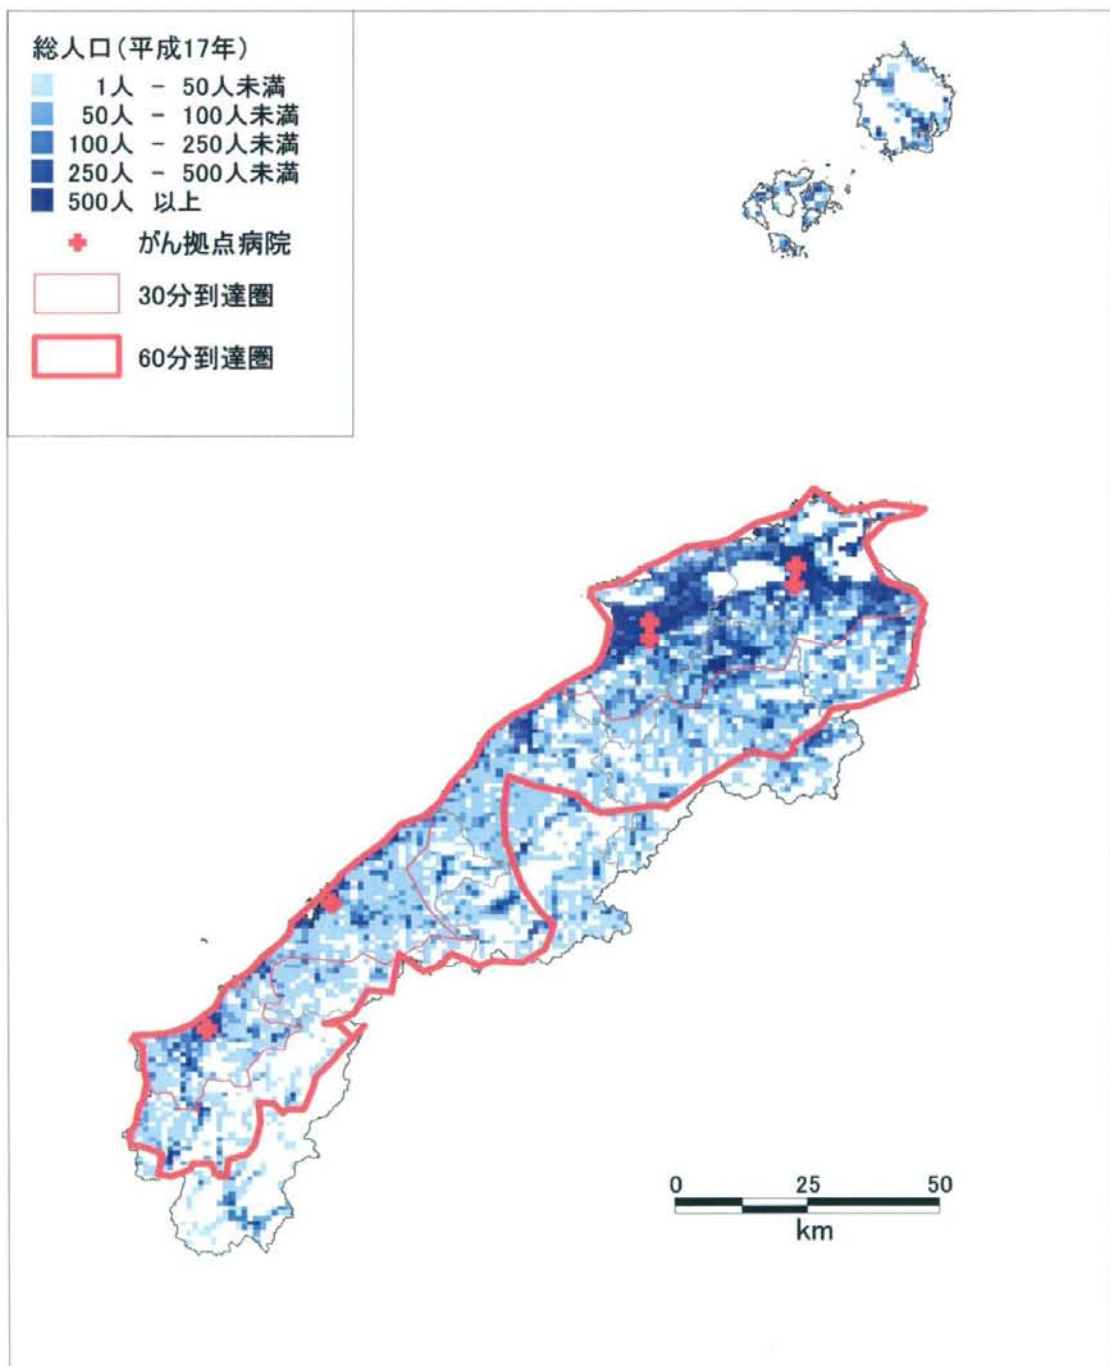 総人口(平成17年)
1人 － 50人未満
50人 － 100人未満
100人 － 250人未満
250人 － 500人未満
500人 以上
がん拠点病院
30分到達圏
60分到達圏
0 25 50
km